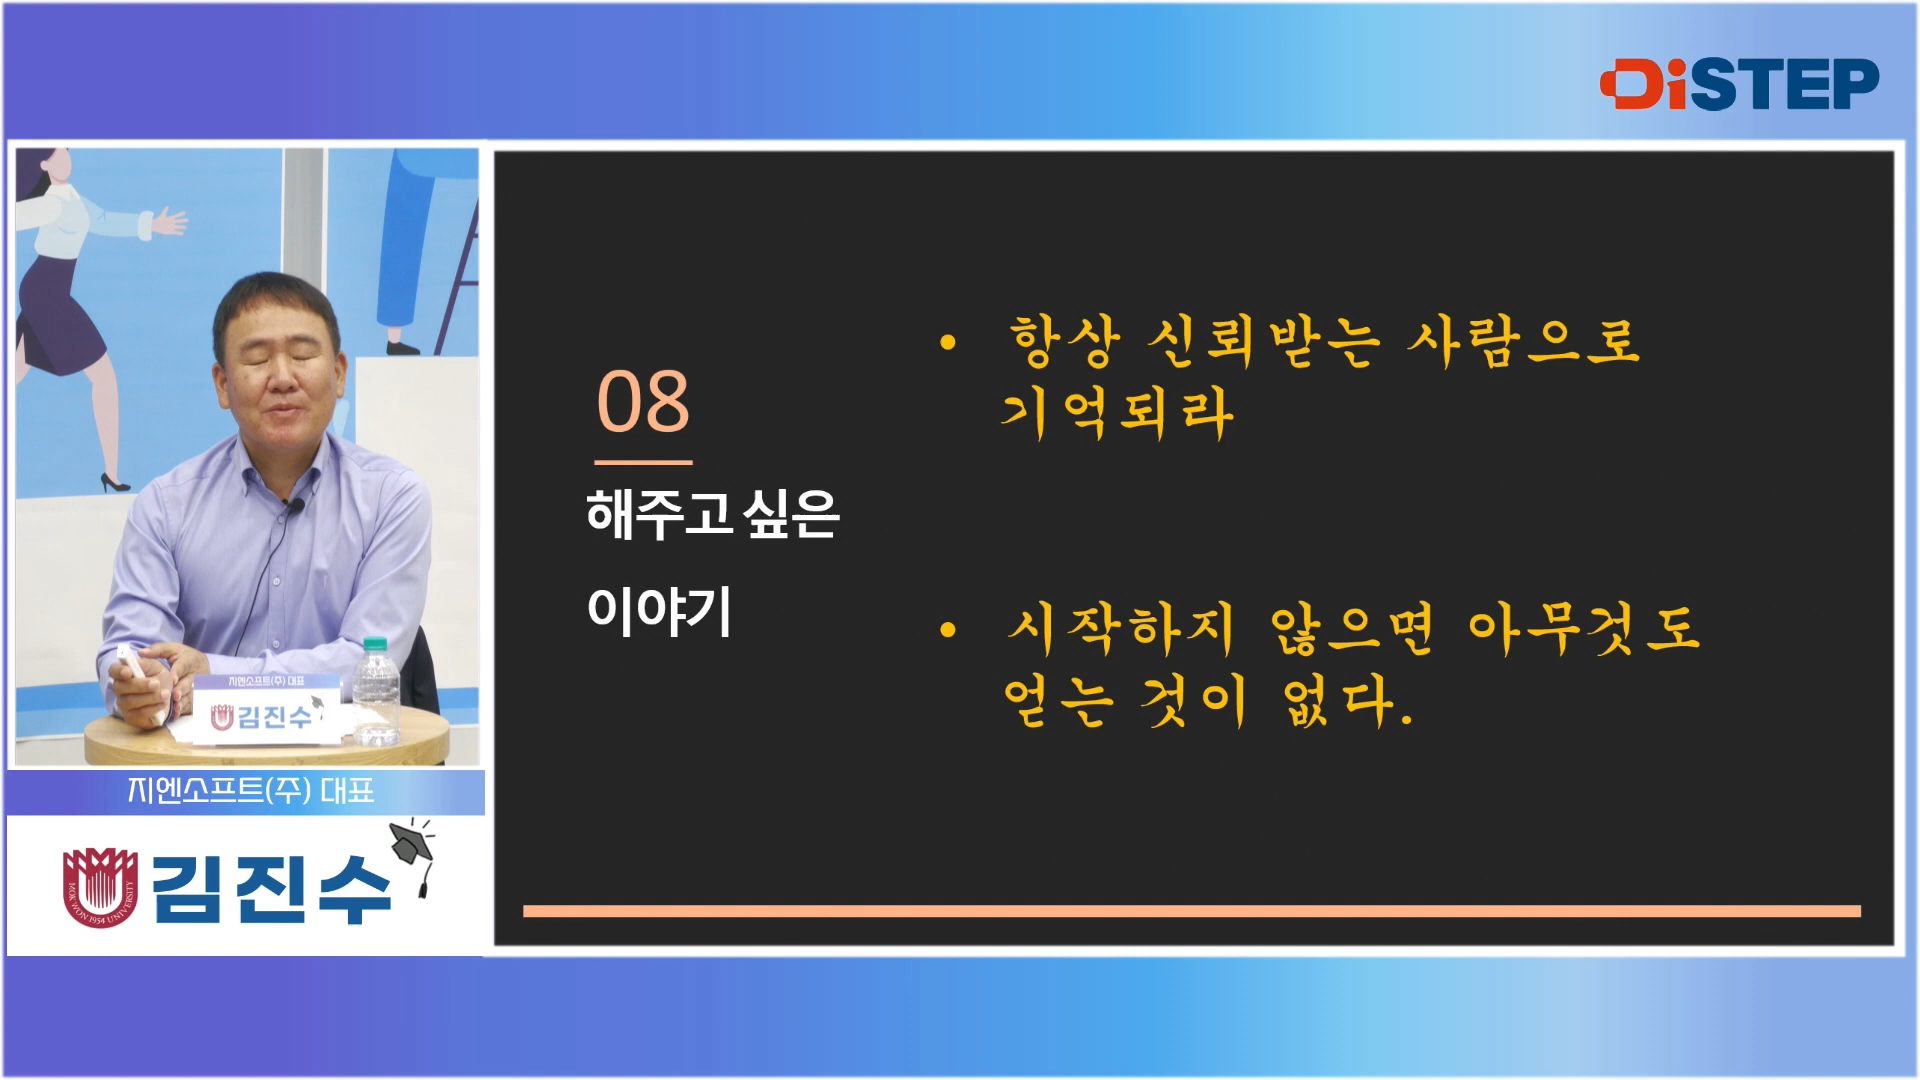 DiSTEP
08
해주고 싶은
이야기
• 항상 신뢰받는 사람으로
기억되라
• 시작하지 않으면 아무것도
얻는 것이 없다.
지엔소프트(주) 대표
김진수
지엔소프트(주) 대표
MOKWON 1954 UNIVERSITY
김진수